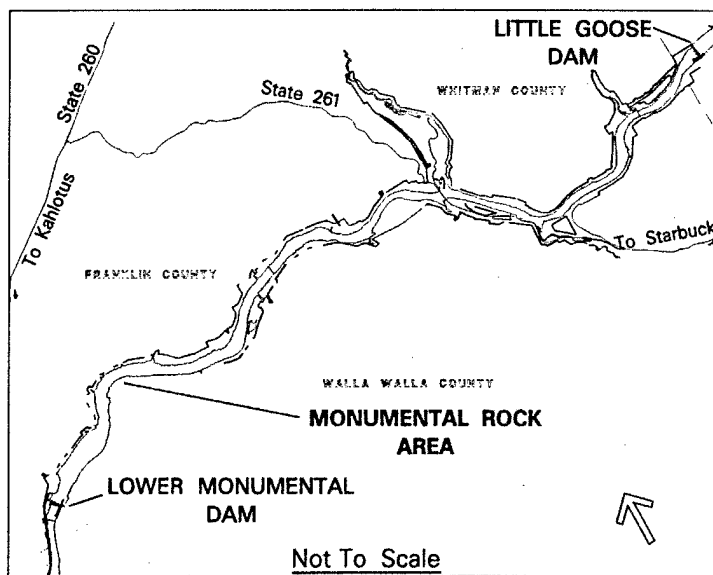 LITTLE GOOSE
DAM
State 260
State 261
WHITMAN COUNTY
To Kahlotus
To Starbuck
FRANKLIN COUNTY
WALLA WALLA COUNTY
MONUMENTAL ROCK
AREA
LOWER MONUMENTAL
DAM
Not To Scale